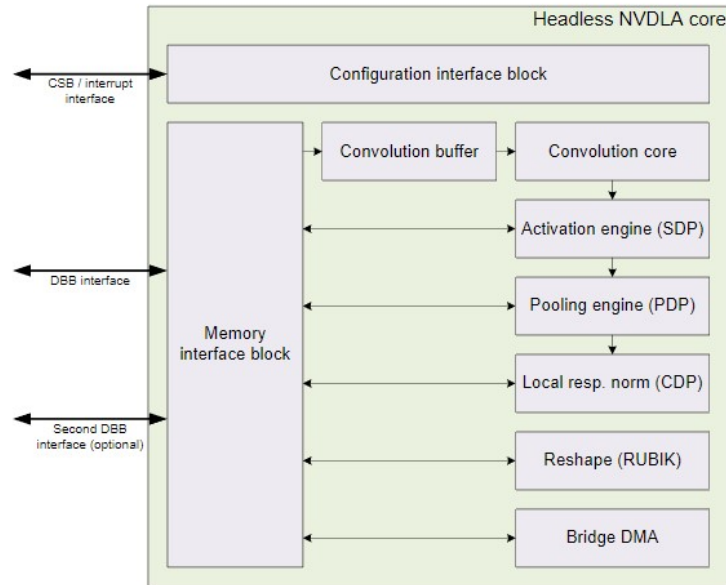 Headless NVDLA core
CSB / interrupt
interface
Configuration interface block
Convolution buffer
Convolution core
Activation engine (SDP)
DBB interface
Pooling engine (PDP)
Memory
interface block
Local resp. norm (CDP)
Second DBB
interface (optional)
Reshape (RUBIK)
Bridge DMA